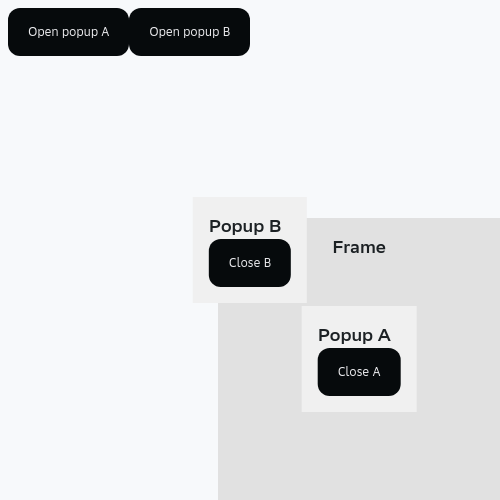 Open popup A
Open popup B
Popup B
Close B
Frame
Popup A
Close A